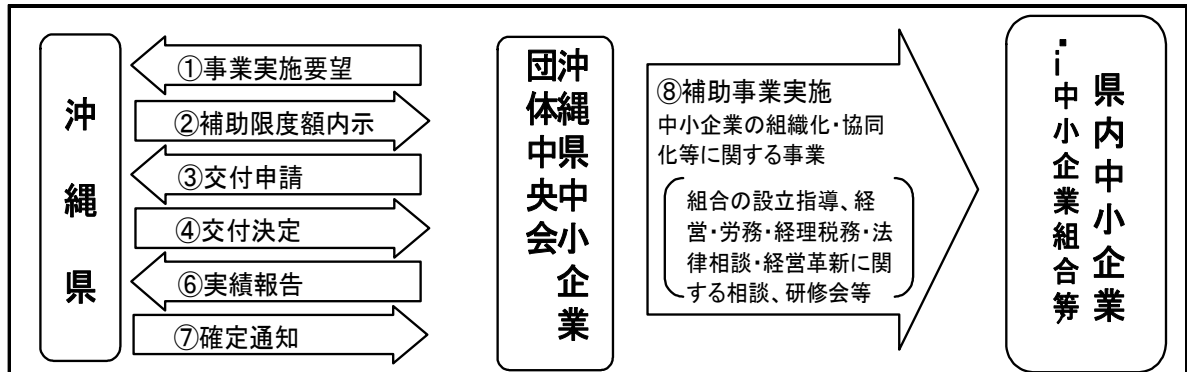 沖縄県
①事業実施要望
②補助限度額内示
③交付申請
④交付決定
⑥実績報告
⑦確定通知
沖縄県中小企業
団体中央会
⑧補助事業実施
中小企業の組織化・協同
化等に関する事業
組合の設立指導、経
営・労務・経理税務・法
律相談・経営革新に関
する相談、研修会等
県内中小企業
中小企業組合等